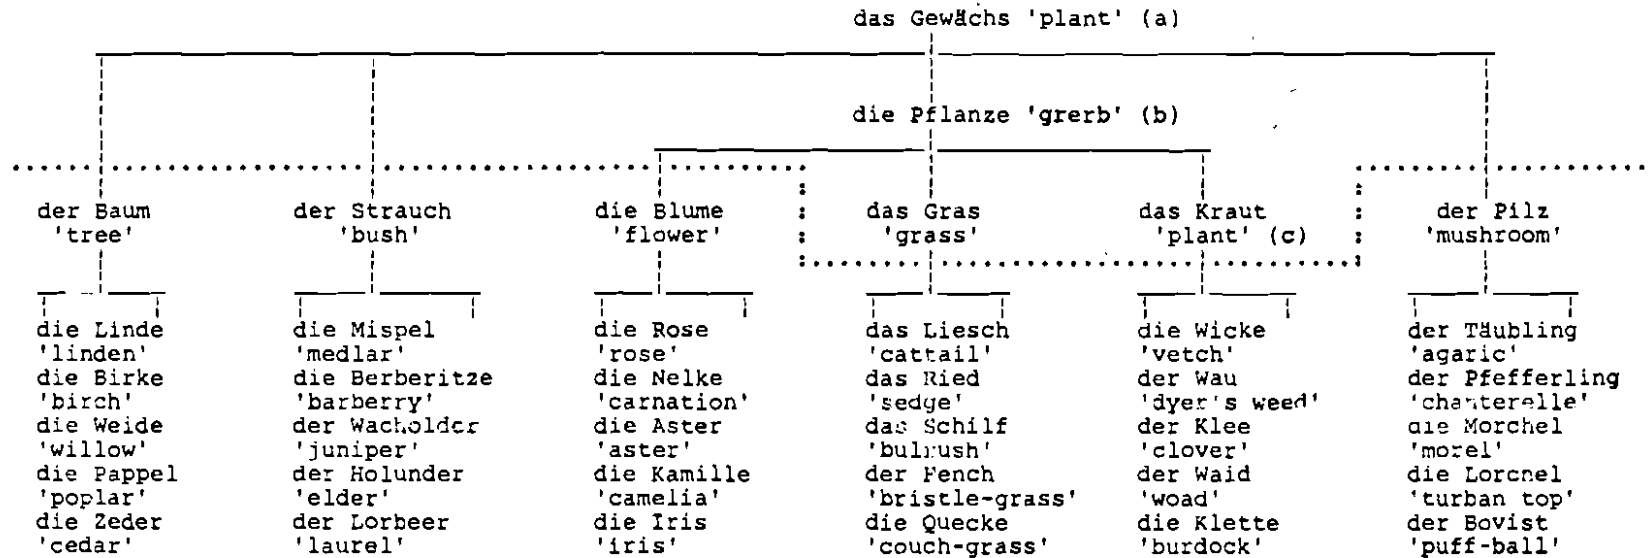 das Gewächs 'plant' (a)
die Pflanze 'grerb' (b)
der Baum der Strauch die Blume das Gras das Kraut der Pilz
'tree' 'bush' 'flower' 'grass' 'plant' (c) 'mushroom'
die Linde die Mispel die Rose das Liesch die Wicke der Täubling
'linden' 'medlar' 'rose' 'cattail' 'vetch' 'agaric'
die Birke die Berberitze die Nelke das Ried der Wau der Pfefferling
'birch' 'barberry' 'carnation' 'sedge' 'dyer's weed' 'chanterelle'
die Weide der Wacholder die Aster das Schilf der Klee die Morchel
'willow' 'juniper' 'aster' 'bulrush' 'clover' 'morel'
die Pappel der Holunder die Kamille der Fench der Waid die Lorchel
'poplar' 'elder' 'camelia' 'bristle-grass' 'woad' 'turban top'
die Zeder der Lorbeer die Iris die Quecke die Klette der Bovist
'cedar' 'laurel' 'iris' 'couch-grass' 'burdock' 'puff-ball'